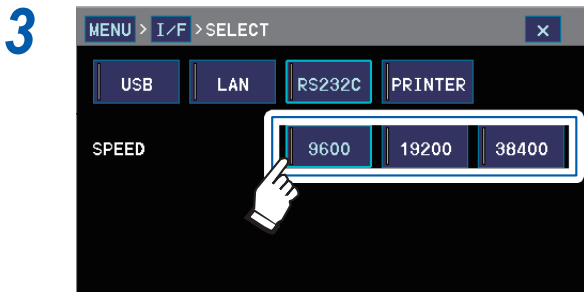 3
MENU > I/F >SELECT ×
USB LAN RS232C PRINTER
SPEED 9600 19200 38400